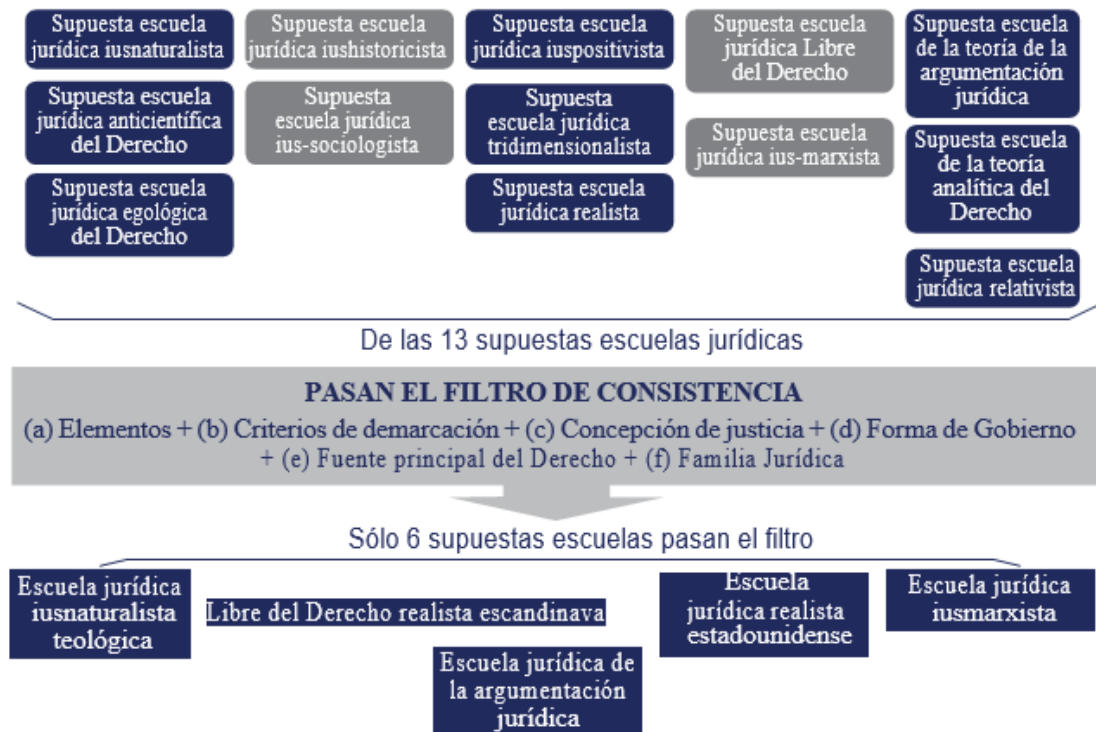 Supuesta escuela
jurídica iusnaturalista
Supuesta escuela
jurídica iushistoricista
Supuesta escuela
jurídica iuspositivista
Supuesta escuela
jurídica Libre
del Derecho
Supuesta escuela
de la teoría de la
argumentación
jurídica
Supuesta escuela
jurídica anticientífica
del Derecho
Supuesta
escuela jurídica
ius-sociologista
Supuesta
escuela jurídica
tridimensionalista
Supuesta escuela
jurídica ius-marxista
Supuesta escuela
de la teoría
analítica del
Derecho
Supuesta escuela
jurídica egológica
del Derecho
Supuesta escuela
jurídica realista
Supuesta escuela
jurídica relativista
De las 13 supuestas escuelas jurídicas
PASAN EL FILTRO DE CONSISTENCIA
(a) Elementos + (b) Criterios de demarcación + (c) Concepción de justicia + (d) Forma de Gobierno
+ (e) Fuente principal del Derecho + (f) Familia Jurídica
Sólo 6 supuestas escuelas pasan el filtro
Escuela jurídica
iusnaturalista
teológica
Libre del Derecho realista escandinava
Escuela jurídica de
la argumentación
jurídica
Escuela
jurídica realista
estadounidense
Escuela jurídica
iusmarxista